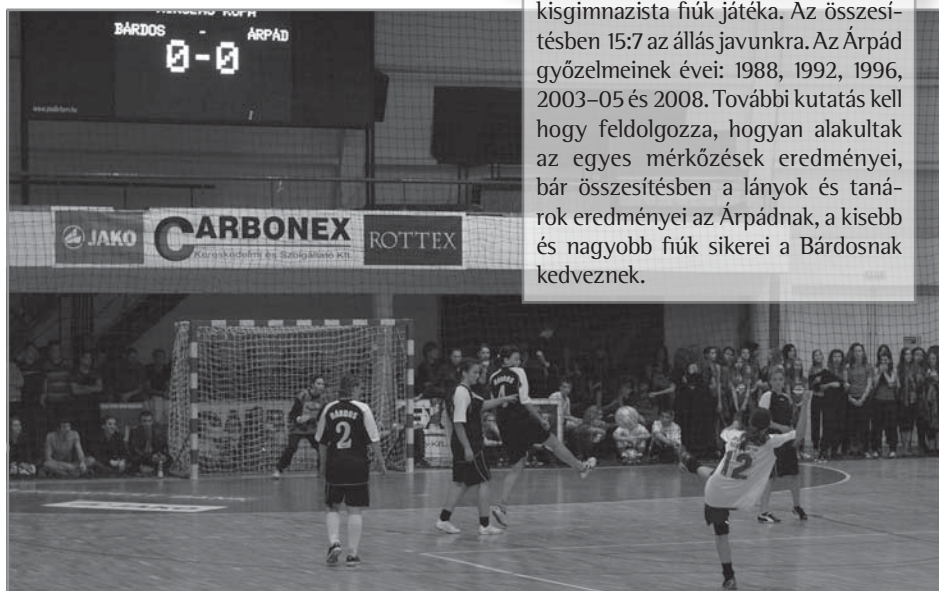 BÁRDOS - ÁRPÁD
0-0
kisgimnazista fiúk játéka. Az összesí-
tésben 15:7 az állás javunkra. Az Árpád
győzelmeinek évei: 1988, 1992, 1996,
2003–05 és 2008. További kutatás kell
hogy feldolgozza, hogyan alakultak
az egyes mérkőzések eredményei,
bár összesítésben a lányok és taná-
rok eredményei az Árpádnak, a kisebb
és nagyobb fiúk sikerei a Bárdosnak
kedveznek.
JAKO
CARBONEX
Kereskedelmi és Szolgáltató Kft.
ROTTEX
BÁRDOS
2
BÁRDOS
12